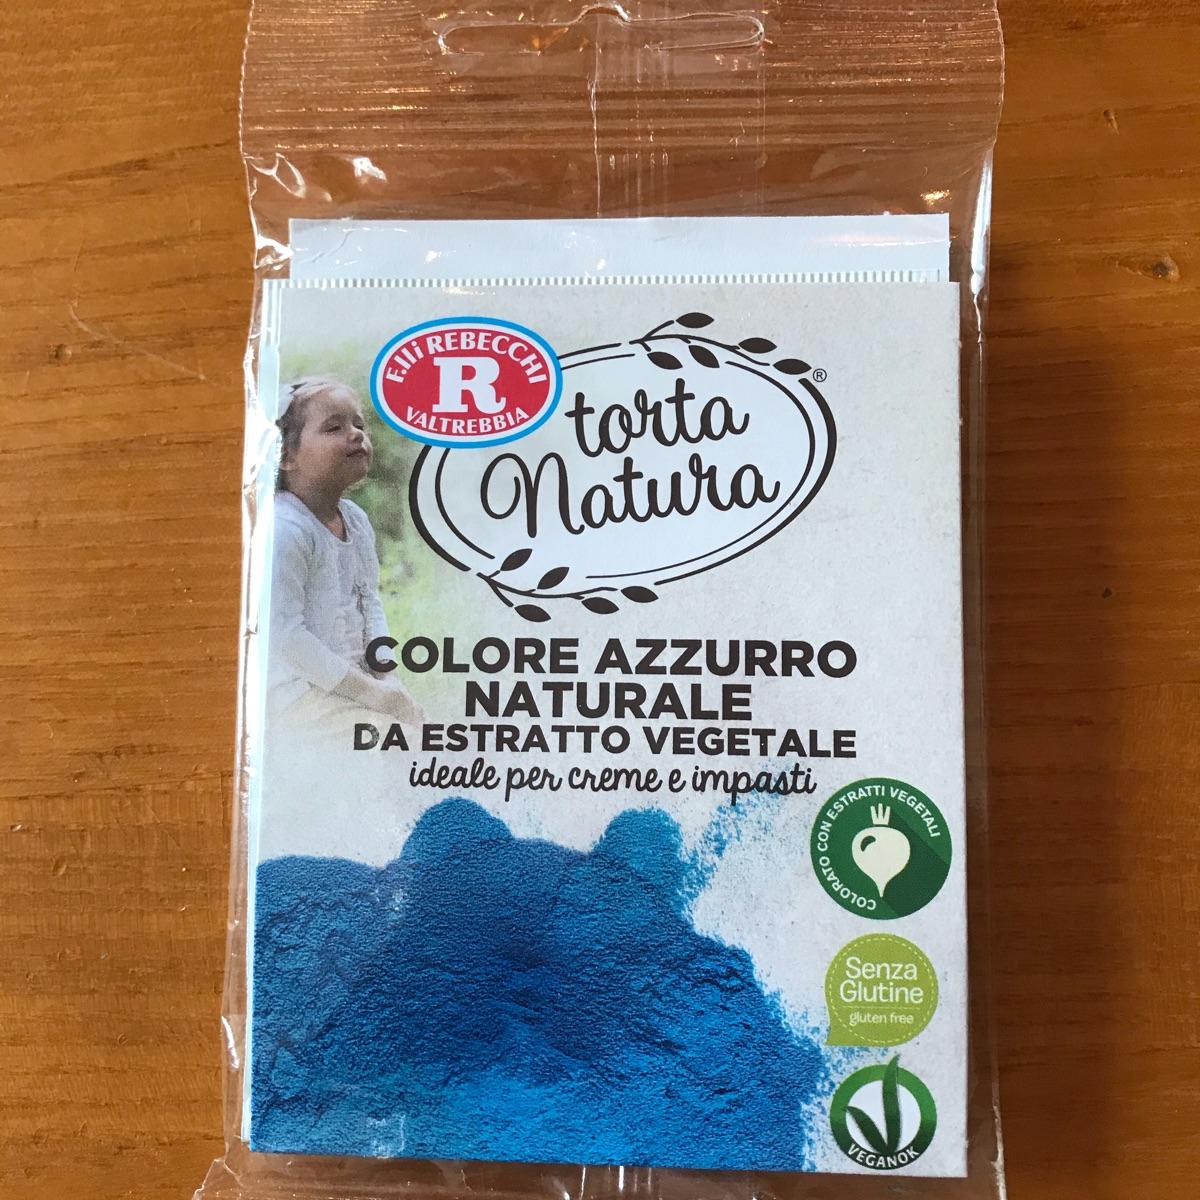 F.lli REBECCHI
R
VALTREBBIA
torta
Natura
®
COLORE AZZURRO
NATURALE
DA ESTRATTO VEGETALE
ideale per creme e impasti
COLORATO CON ESTRATTI VEGETALI
Senza
Glutine
gluten free
VEGANOK